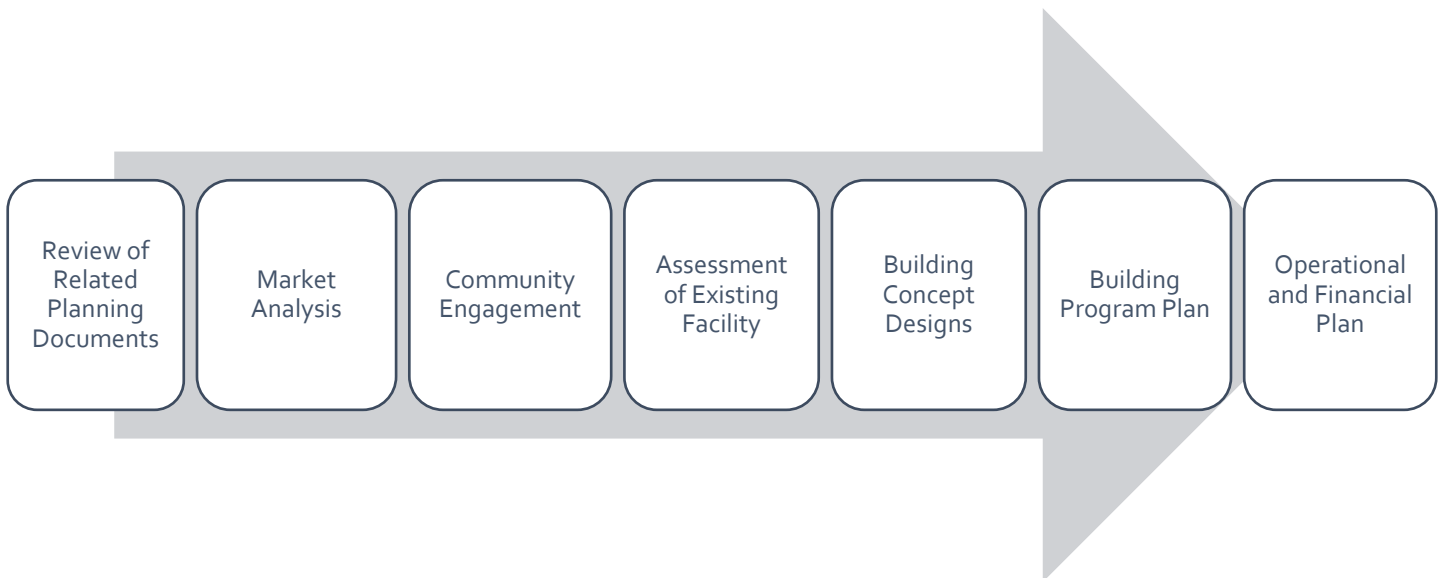 Review of
Related
Planning
Documents
Market
Analysis
Community
Engagement
Assessment
of Existing
Facility
Building
Concept
Designs
Building
Program Plan
Operational
and Financial
Plan